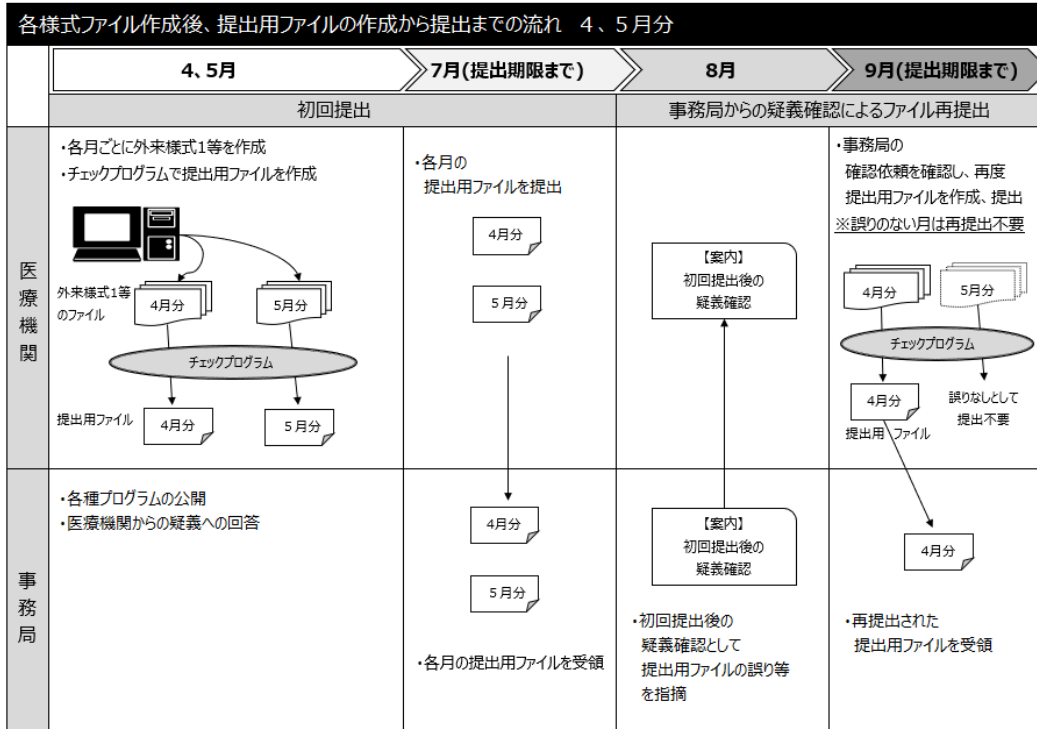 各様式ファイル作成後、提出用ファイルの作成から提出までの流れ 4、5月分
4、5月
7月(提出期限まで)
8月
9月(提出期限まで)
初回提出
事務局からの疑義確認によるファイル再提出
医療機関
・各月ごとに外来様式1等を作成
・チェックプログラムで提出用ファイルを作成
外来様式1等
のファイル
4月分
5月分
チェックプログラム
提出用ファイル
4月分
5月分
・各月の
提出用ファイルを提出
4月分
5月分
【案内】
初回提出後の
疑義確認
・事務局の
確認依頼を確認し、再度
提出用ファイルを作成、提出
※誤りのない月は再提出不要
4月分
5月分
チェックプログラム
4月分
提出用 ファイル
誤りなしとして
提出不要
事務局
・各種プログラムの公開
・医療機関からの疑義への回答
4月分
5月分
・各月の提出用ファイルを受領
【案内】
初回提出後の
疑義確認
・初回提出後の
疑義確認として
提出用ファイルの誤り等
を指摘
4月分
・再提出された
提出用ファイルを受領